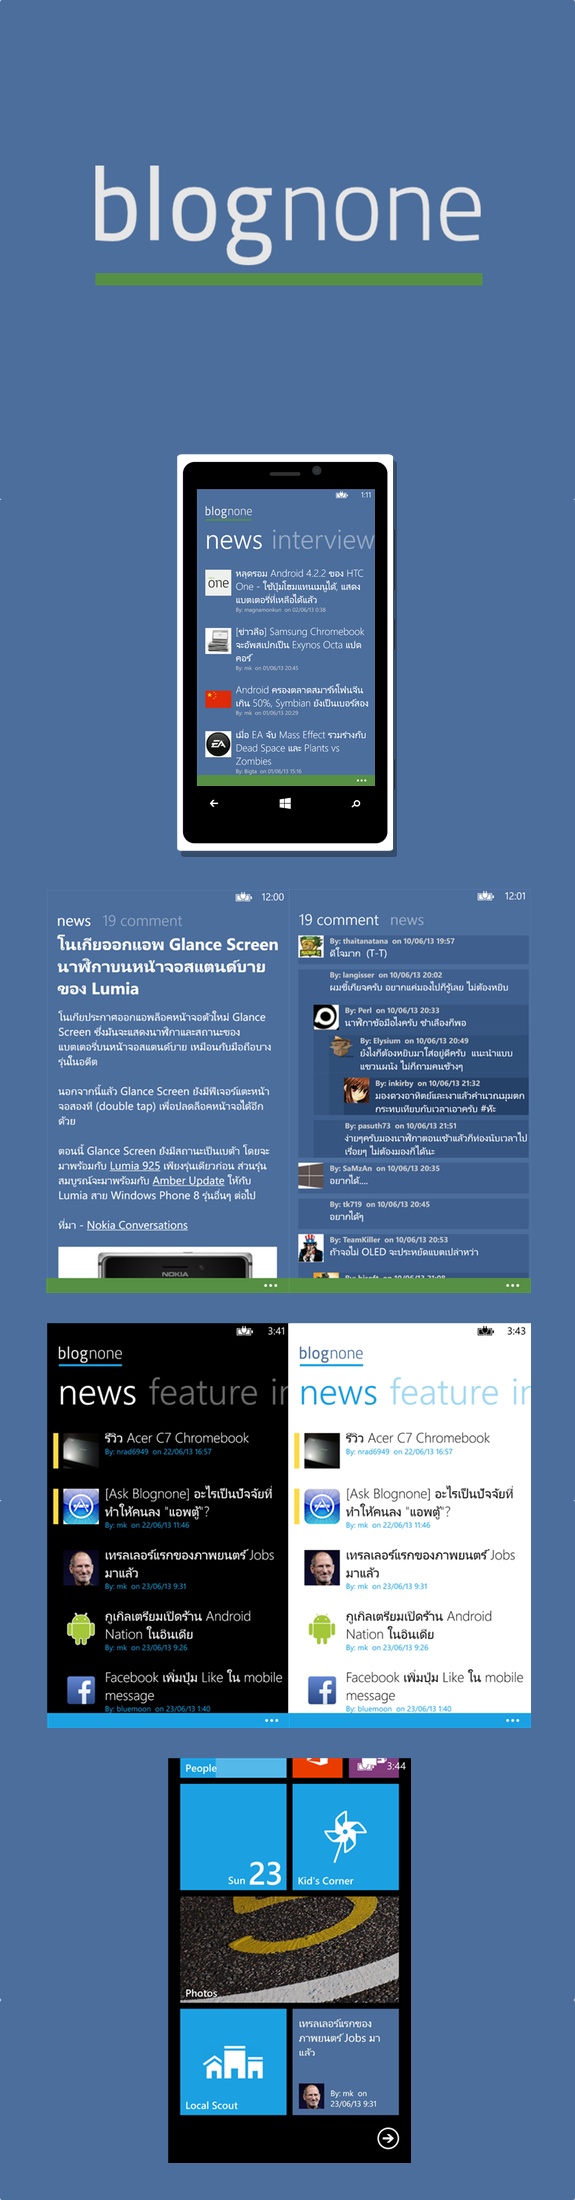 blognone
1:11
blognone
news interview
หลุดรอม Android 4.2.2 ของ HTC
One - ใช้ปุ่มโฮมแทนเมนูได้, แสดง
แบตเตอรี่ที่เหลือได้แล้ว
By: magnamonkun on 02/06/13 0:38
one
[ข่าวลือ] Samsung Chromebook
จะอัพสเปกเป็น Exynos Octa แปด
คอร์
By: mk on 01/06/13 20:45
Android ครองตลาดสมาร์ทโฟนจีน
เกิน 50%, Symbian ยังเป็นเบอร์สอง
By: mk on 01/06/13 20:29
EA
เมื่อ EA จับ Mass Effect รวมร่างกับ
Dead Space และ Plants vs
Zombies
By: Bigta on 01/06/13 15:16
12:00
news 19 comment
โนเกียออกแอพ Glance Screen
นาฬิกาบนหน้าจอสแตนด์บาย
ของ Lumia
โนเกียประกาศออกแอพล็อคหน้าจอตัวใหม่ Glance
Screen ซึ่งมันจะแสดงนาฬิกาและสถานะของ
แบตเตอรี่บนหน้าจอสแตนด์บาย เหมือนกับมือถือบาง
รุ่นในอดีต
นอกจากนี้แล้ว Glance Screen ยังมีฟีเจอร์แตะหน้า
จอสองที (double tap) เพื่อปลดล็อคหน้าจอได้อีก
ด้วย
ตอนนี้ Glance Screen ยังมีสถานะเป็นเบต้า โดยจะ
มาพร้อมกับ Lumia 925 เพียงรุ่นเดียวก่อน ส่วนรุ่น
สมบูรณ์จะมาพร้อมกับ Amber Update ให้กับ
Lumia สาย Windows Phone 8 รุ่นอื่นๆ ต่อไป
ที่มา - Nokia Conversations
NOKIA
12:01
19 comment news
By: thaitanatana on 10/06/13 19:57
ดีโจมาก (T-T)
By: langisser on 10/06/13 20:02
ผมขี้เกียจครับ อยากแค่มองไปก็รู้เลย ไม่ต้องหยิบ
By: Perl on 10/06/13 20:33
นาฬิกาข้อมือไงครับ ชำเลืองก็พอ
By: Elysium on 10/06/13 20:49
ยังไงก็ต้องหยิบมาใส่อยู่ดีครับ แนะนำแบบ
แขวนผนัง ไม่ก็ถามคนข้างๆ
By: inkirby on 10/06/13 21:32
มองดวงอาทิตย์และเงาแล้วคำนวณมุมตก
กระทบเทียบกับเวลาเอาครับ #ห๊ะ
By: pasuth73 on 10/06/13 21:51
ง่ายๆครับมองนาฬิกาตอนเช้าแล้วก็ท่องนับเวลาไป
เรื่อยๆ ไม่ต้องมองก็ได้นะ
By: SaMzAn on 10/06/13 20:35
อยากได้....
By: tk719 on 10/06/13 20:45
อยากได้ๆ
By: TeamKiller on 10/06/13 20:53
ถ้าจอไม่ OLED จะประหยัดแบตเปล่าหว่า
3:41
blognone
news feature in
รีวิว Acer C7 Chromebook
By: nrad6949 on 22/06/13 16:57
[Ask Blognone] อะไรเป็นปัจจัยที่
ทำให้คนลง "แอพตู้"?
By: mk on 22/06/13 11:46
เทรลเลอร์แรกของภาพยนตร์ Jobs
มาแล้ว
By: mk on 23/06/13 9:31
กูเกิลเตรียมเปิดร้าน Android
Nation ในอินเดีย
By: mk on 23/06/13 9:26
Facebook เพิ่มปุ่ม Like ใน mobile
message
By: bluemoon on 23/06/13 1:40
3:43
blognone
news feature in
รีวิว Acer C7 Chromebook
By: nrad6949 on 22/06/13 16:57
[Ask Blognone] อะไรเป็นปัจจัยที่
ทำให้คนลง "แอพตู้"?
By: mk on 22/06/13 11:46
เทรลเลอร์แรกของภาพยนตร์ Jobs
มาแล้ว
By: mk on 23/06/13 9:31
กูเกิลเตรียมเปิดร้าน Android
Nation ในอินเดีย
By: mk on 23/06/13 9:26
Facebook เพิ่มปุ่ม Like ใน mobile
message
By: bluemoon on 23/06/13 1:40
3:44
People
Sun 23
Kid's Corner
Photos
Local Scout
เทรลเลอร์แรกของ
ภาพยนตร์ Jobs มา
แล้ว
By: mk on
23/06/13 9:31